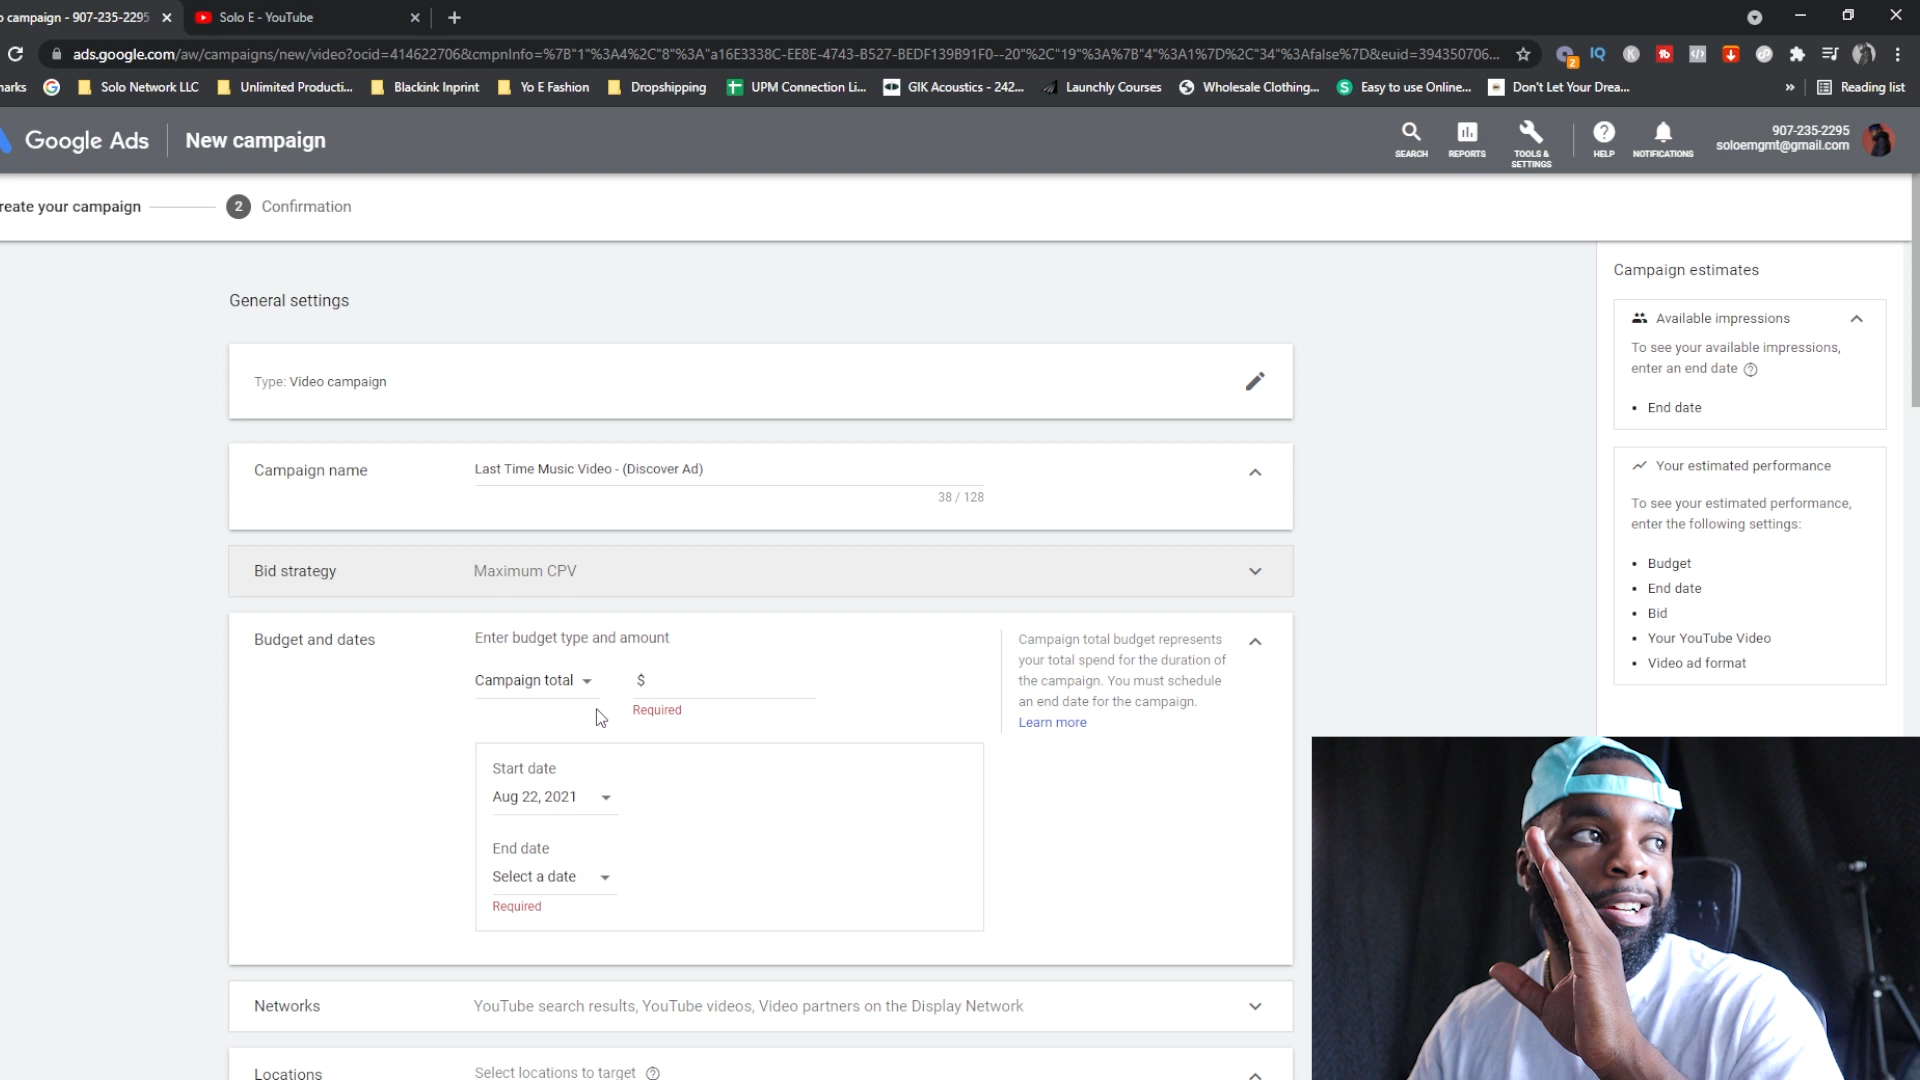 o campaign - 907-235-2295
Solo E - YouTube
ads.google.com/aw/campaigns/new/video?ocid=414622706&cmpnInfo=%7B"1"%3A4%2C"8"%3A"a16E3338C-EE8E-4743-B527-BEDF139B91F0--20"%2C"19"%3A%7B"4"%3A1%7D%2C"34"%3Afalse%7D&euid=394350706...
2
narks
Solo Network LLC
Unlimited Producti...
Blackink Inprint
Yo E Fashion
Dropshipping
UPM Connection Li...
GIK Acoustics - 242...
Launchly Courses
Wholesale Clothing...
Easy to use Online...
Don't Let Your Drea...
»
Reading list
Google Ads
New campaign
SEARCH
REPORTS
TOOLS & SETTINGS
HELP
NOTIFICATIONS
907-235-2295
soloemgmt@gmail.com
reate your campaign
2 Confirmation
General settings
Type: Video campaign
Campaign name
Last Time Music Video - (Discover Ad)
38 / 128
Bid strategy
Maximum CPV
Budget and dates
Enter budget type and amount
Campaign total
$
Required
Campaign total budget represents
your total spend for the duration of
the campaign. You must schedule
an end date for the campaign.
Learn more
Start date
Aug 22, 2021
End date
Select a date
Required
Networks
YouTube search results, YouTube videos, Video partners on the Display Network
Locations
Select locations to target
Campaign estimates
Available impressions
To see your available impressions,
enter an end date
• End date
Your estimated performance
To see your estimated performance,
enter the following settings:
• Budget
• End date
• Bid
• Your YouTube Video
• Video ad format